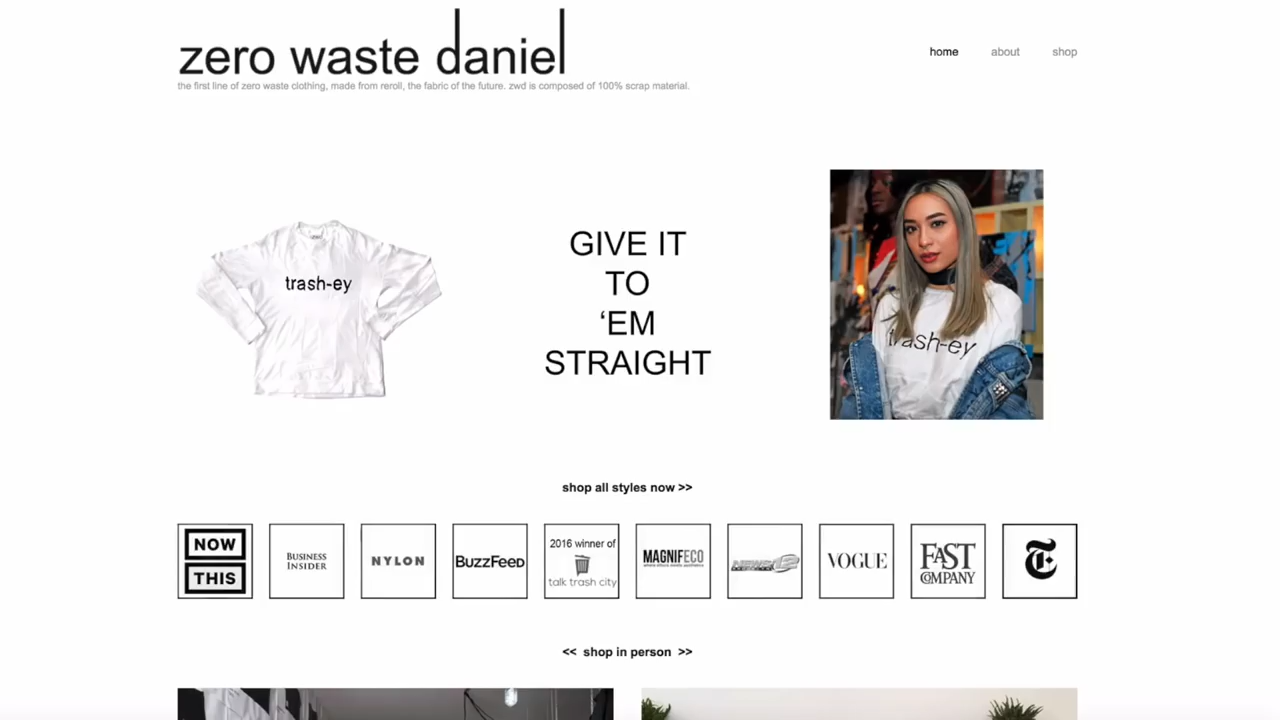 zero waste daniel
the first line of zero waste clothing, made from reroll, the fabric of the future. zwd is composed of 100% scrap material.
home
about
shop
trash-ey
GIVE IT
TO
‘EM
STRAIGHT
trash-ey
shop all styles now >>
NOW
THIS
BUSINESS
INSIDER
NYLON
BuzzFeed
2016 winner of
talk trash city
MAGNIFECO
NEWS 12
VOGUE
FAST
COMPANY
T
<< shop in person >>